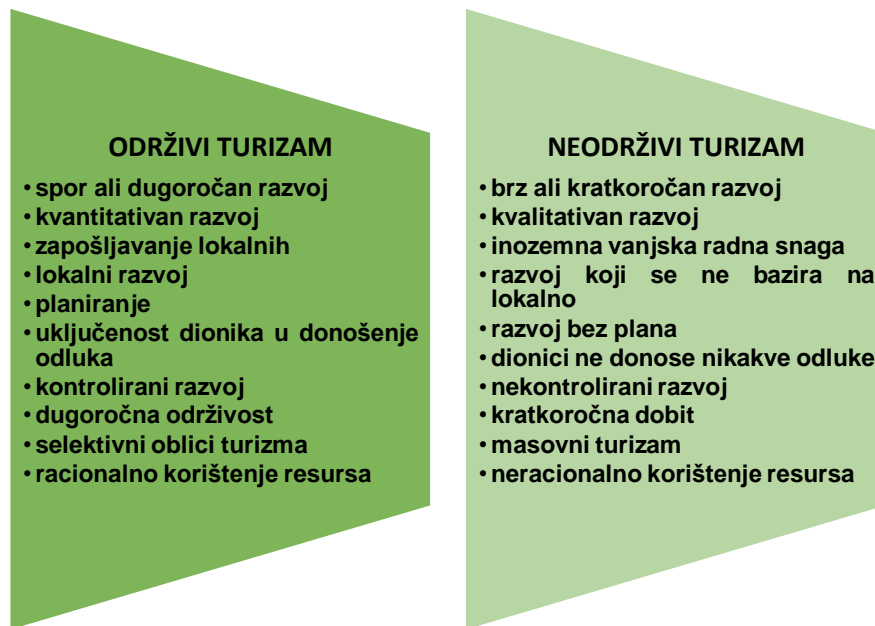 ODRŽIVI TURIZAM
• spor ali dugoročan razvoj
• kvantitativan razvoj
• zapošljavanje lokalnih
• lokalni razvoj
• planiranje
• uključenost dionika u donošenje
odluka
• kontrolirani razvoj
• dugoročna održivost
• selektivni oblici turizma
• racionalno korištenje resursa
NEODRŽIVI TURIZAM
• brz ali kratkoročan razvoj
• kvalitativan razvoj
• inozemna vanjska radna snaga
• razvoj koji se ne bazira na
lokalno
• razvoj bez plana
• dionici ne donose nikakve odluke
• nekontrolirani razvoj
• kratkoročna dobit
• masovni turizam
• neracionalno korištenje resursa